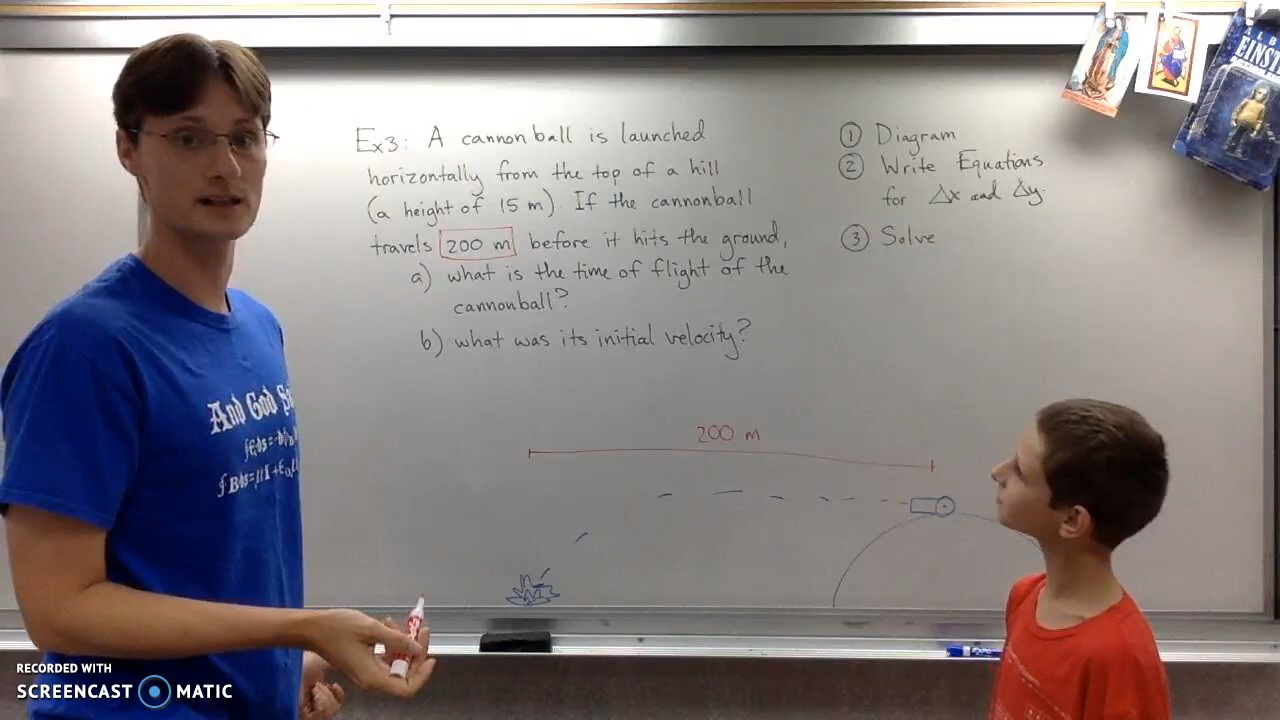 Ex3: A cannonball is launched
horizontally from the top of a hill
(a height of 15 m). If the cannonball
travels 200 m before it hits the ground,
a) what is the time of flight of the
cannonball?
b) what was its initial velocity?
① Diagram
② Write Equations
for Δx and Δy.
③ Solve
200 m
And God
RECORDED WITH
SCREENCAST MATIC